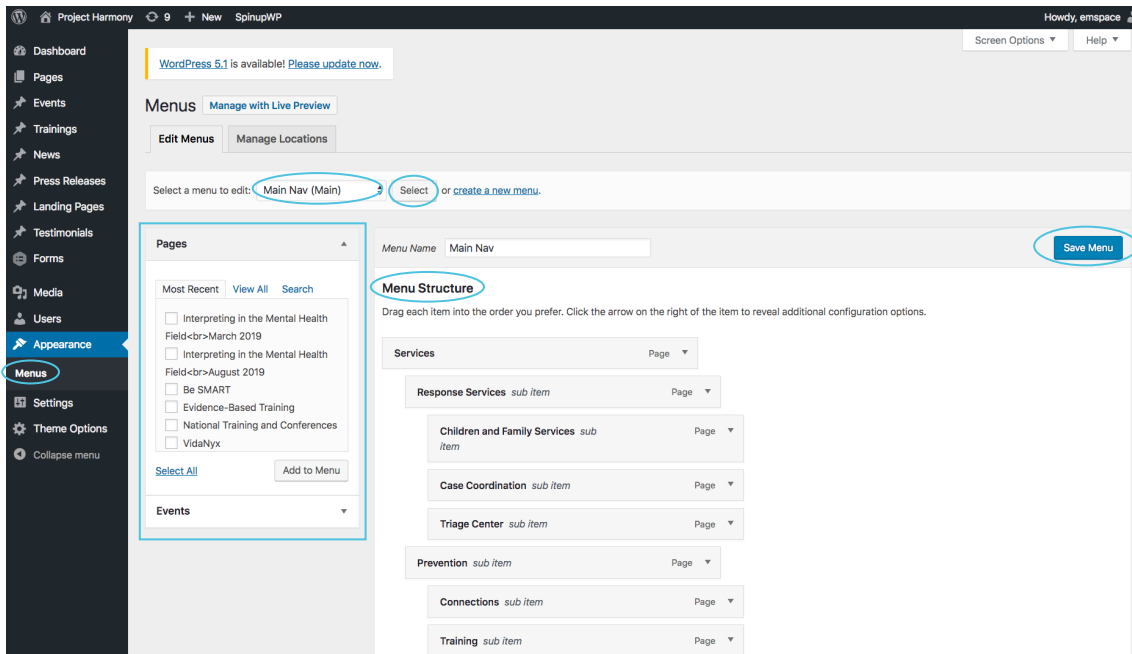 Project Harmony 9 New SpinupWP Howdy, emspace
Screen Options Help
Dashboard
Pages
Events
Trainings
News
Press Releases
Landing Pages
Testimonials
Forms
Media
Users
Appearance
Menus
Settings
Theme Options
Collapse menu
WordPress 5.1 is available! Please update now.
Menus Manage with Live Preview
Edit Menus Manage Locations
Select a menu to edit: Main Nav (Main) Select or create a new menu.
Pages
Most Recent View All Search
Interpreting in the Mental Health
Field<br>March 2019
Interpreting in the Mental Health
Field<br>August 2019
Be SMART
Evidence-Based Training
National Training and Conferences
VidaNyx
Select All Add to Menu
Events
Menu Name Main Nav Save Menu
Menu Structure
Drag each item into the order you prefer. Click the arrow on the right of the item to reveal additional configuration options.
Services Page
Response Services sub item Page
Children and Family Services sub Page
item
Case Coordination sub item Page
Triage Center sub item Page
Prevention sub item Page
Connections sub item Page
Training sub item Page